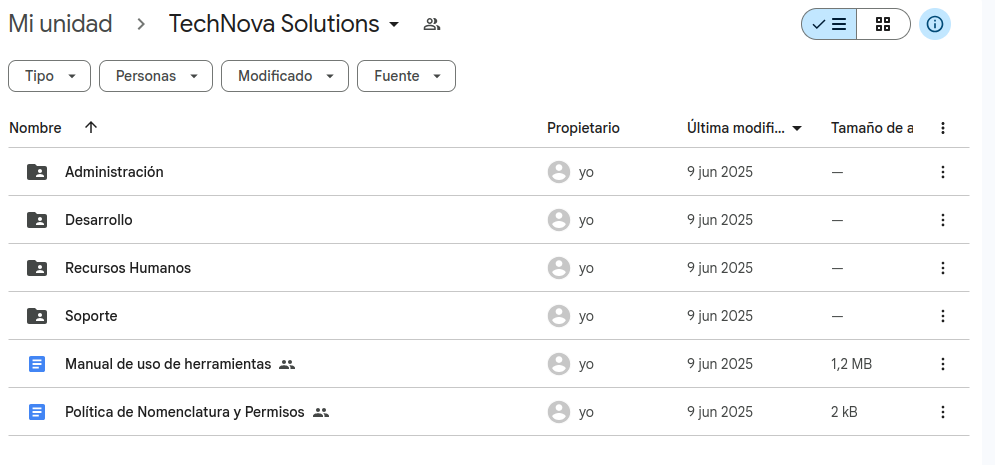 Mi unidad > TechNova Solutions
Tipo Personas Modificado Fuente
Nombre Propietario Última modifi... Tamaño de a
Administración yo 9 jun 2025 —
Desarrollo yo 9 jun 2025 —
Recursos Humanos yo 9 jun 2025 —
Soporte yo 9 jun 2025 —
Manual de uso de herramientas yo 9 jun 2025 1,2 MB
Política de Nomenclatura y Permisos yo 9 jun 2025 2 kB